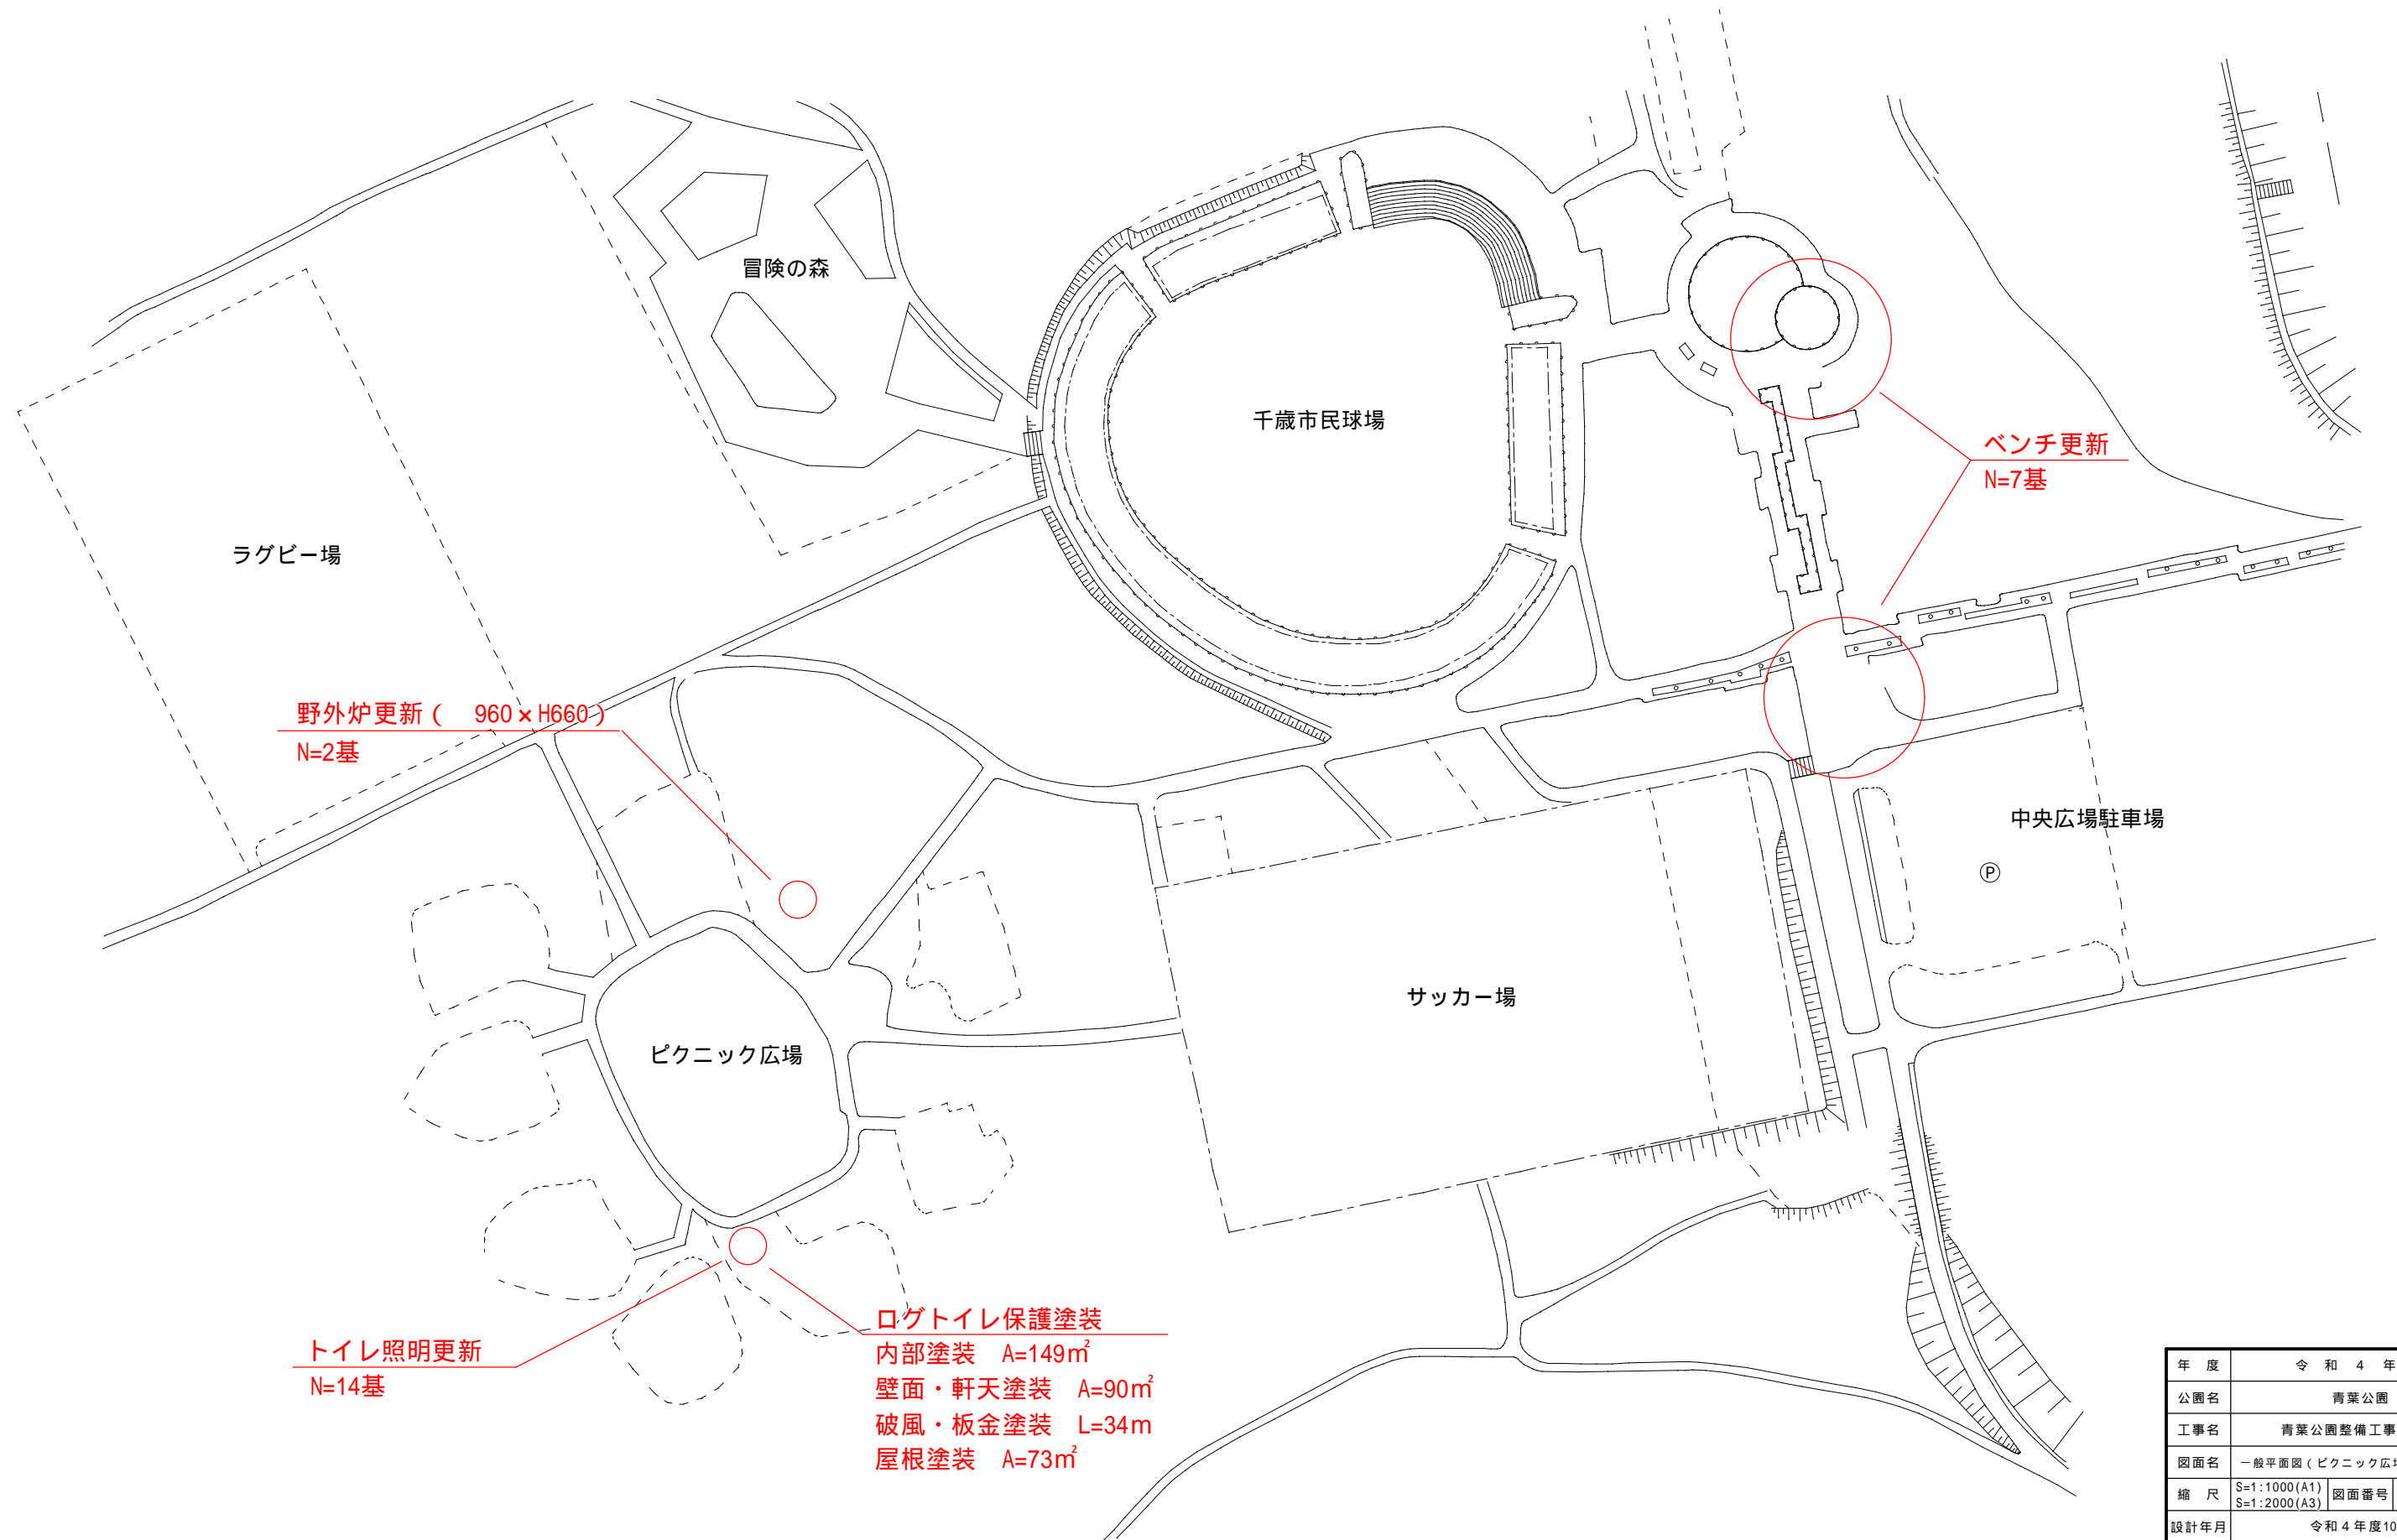 冒険の森
千歳市民球場
ベンチ更新
N=7基
ラグビー場
野外炉更新（　960×H660）
N=2基
中央広場駐車場
P
サッカー場
ピクニック広場
トイレ照明更新
N=14基
ログトイレ保護塗装
内部塗装　A=149㎡
壁面・軒天塗装　A=90㎡
破風・板金塗装　L=34m
屋根塗装　A=73㎡
年　度　令　和　4　年
公園名　青葉公園
工事名　青葉公園整備工事
図面名　一般平面図（ピクニック広
縮　尺　S=1:1000(A1)　図面番号
S=1:2000(A3)
設計年月　令和4年度10